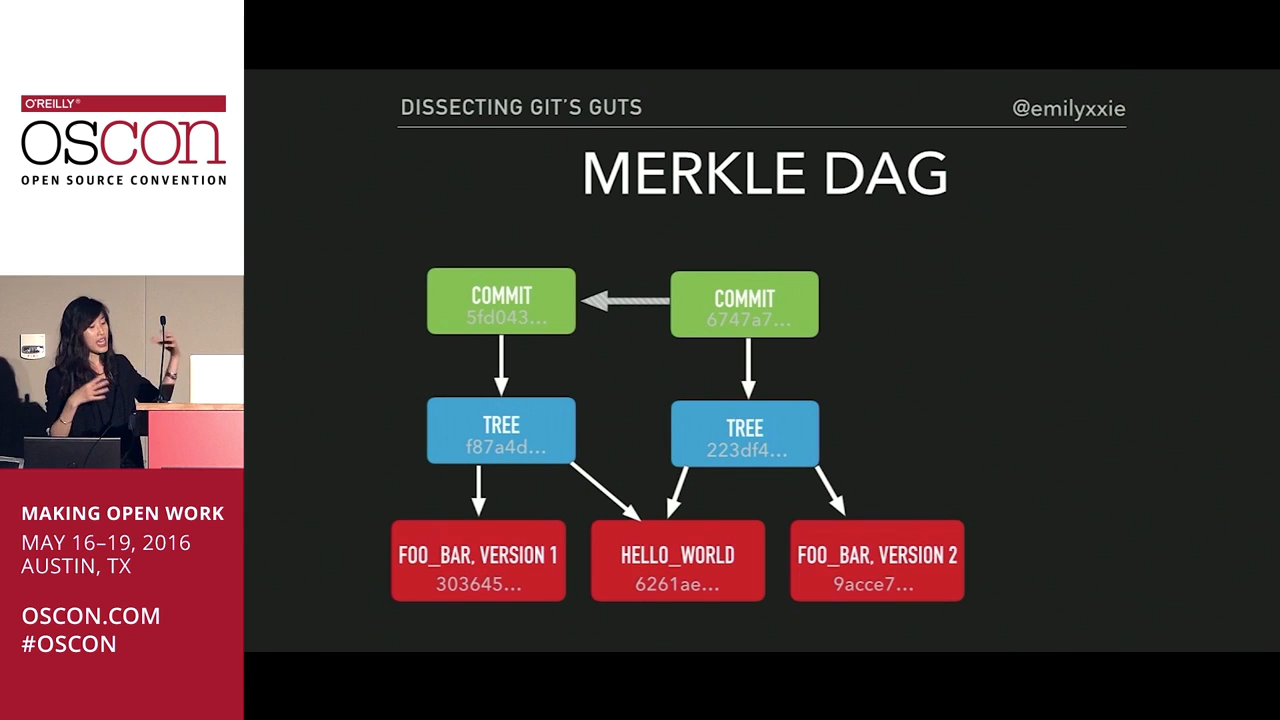 O'REILLY®
OSCON
OPEN SOURCE CONVENTION
MAKING OPEN WORK
MAY 16–19, 2016
AUSTIN, TX
OSCON.COM
#OSCON
DISSECTING GIT'S GUTS
@emilyxxie
MERKLE DAG
COMMIT
5fd043...
COMMIT
6747a7...
TREE
f87a4d...
TREE
223df4...
FOO_BAR, VERSION 1
303645...
HELLO_WORLD
6261ae...
FOO_BAR, VERSION 2
9acce7...